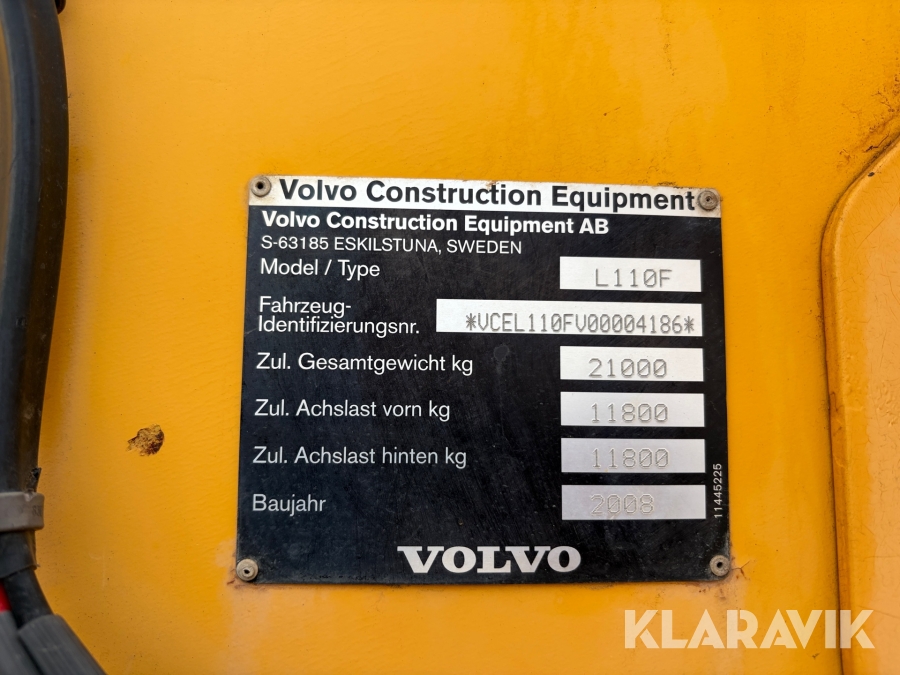 Volvo Construction Equipment
Volvo Construction Equipment AB
S-63185 ESKILSTUNA, SWEDEN
Model / Type L110F
Fahrzeug-
Identifizierungsnr. *VCEL110FV00004186*
Zul. Gesamtgewicht kg 21000
Zul. Achslast vorn kg 11800
Zul. Achslast hinten kg 11800
Baujahr 2008
11445225
VOLVO
KLARAVIK